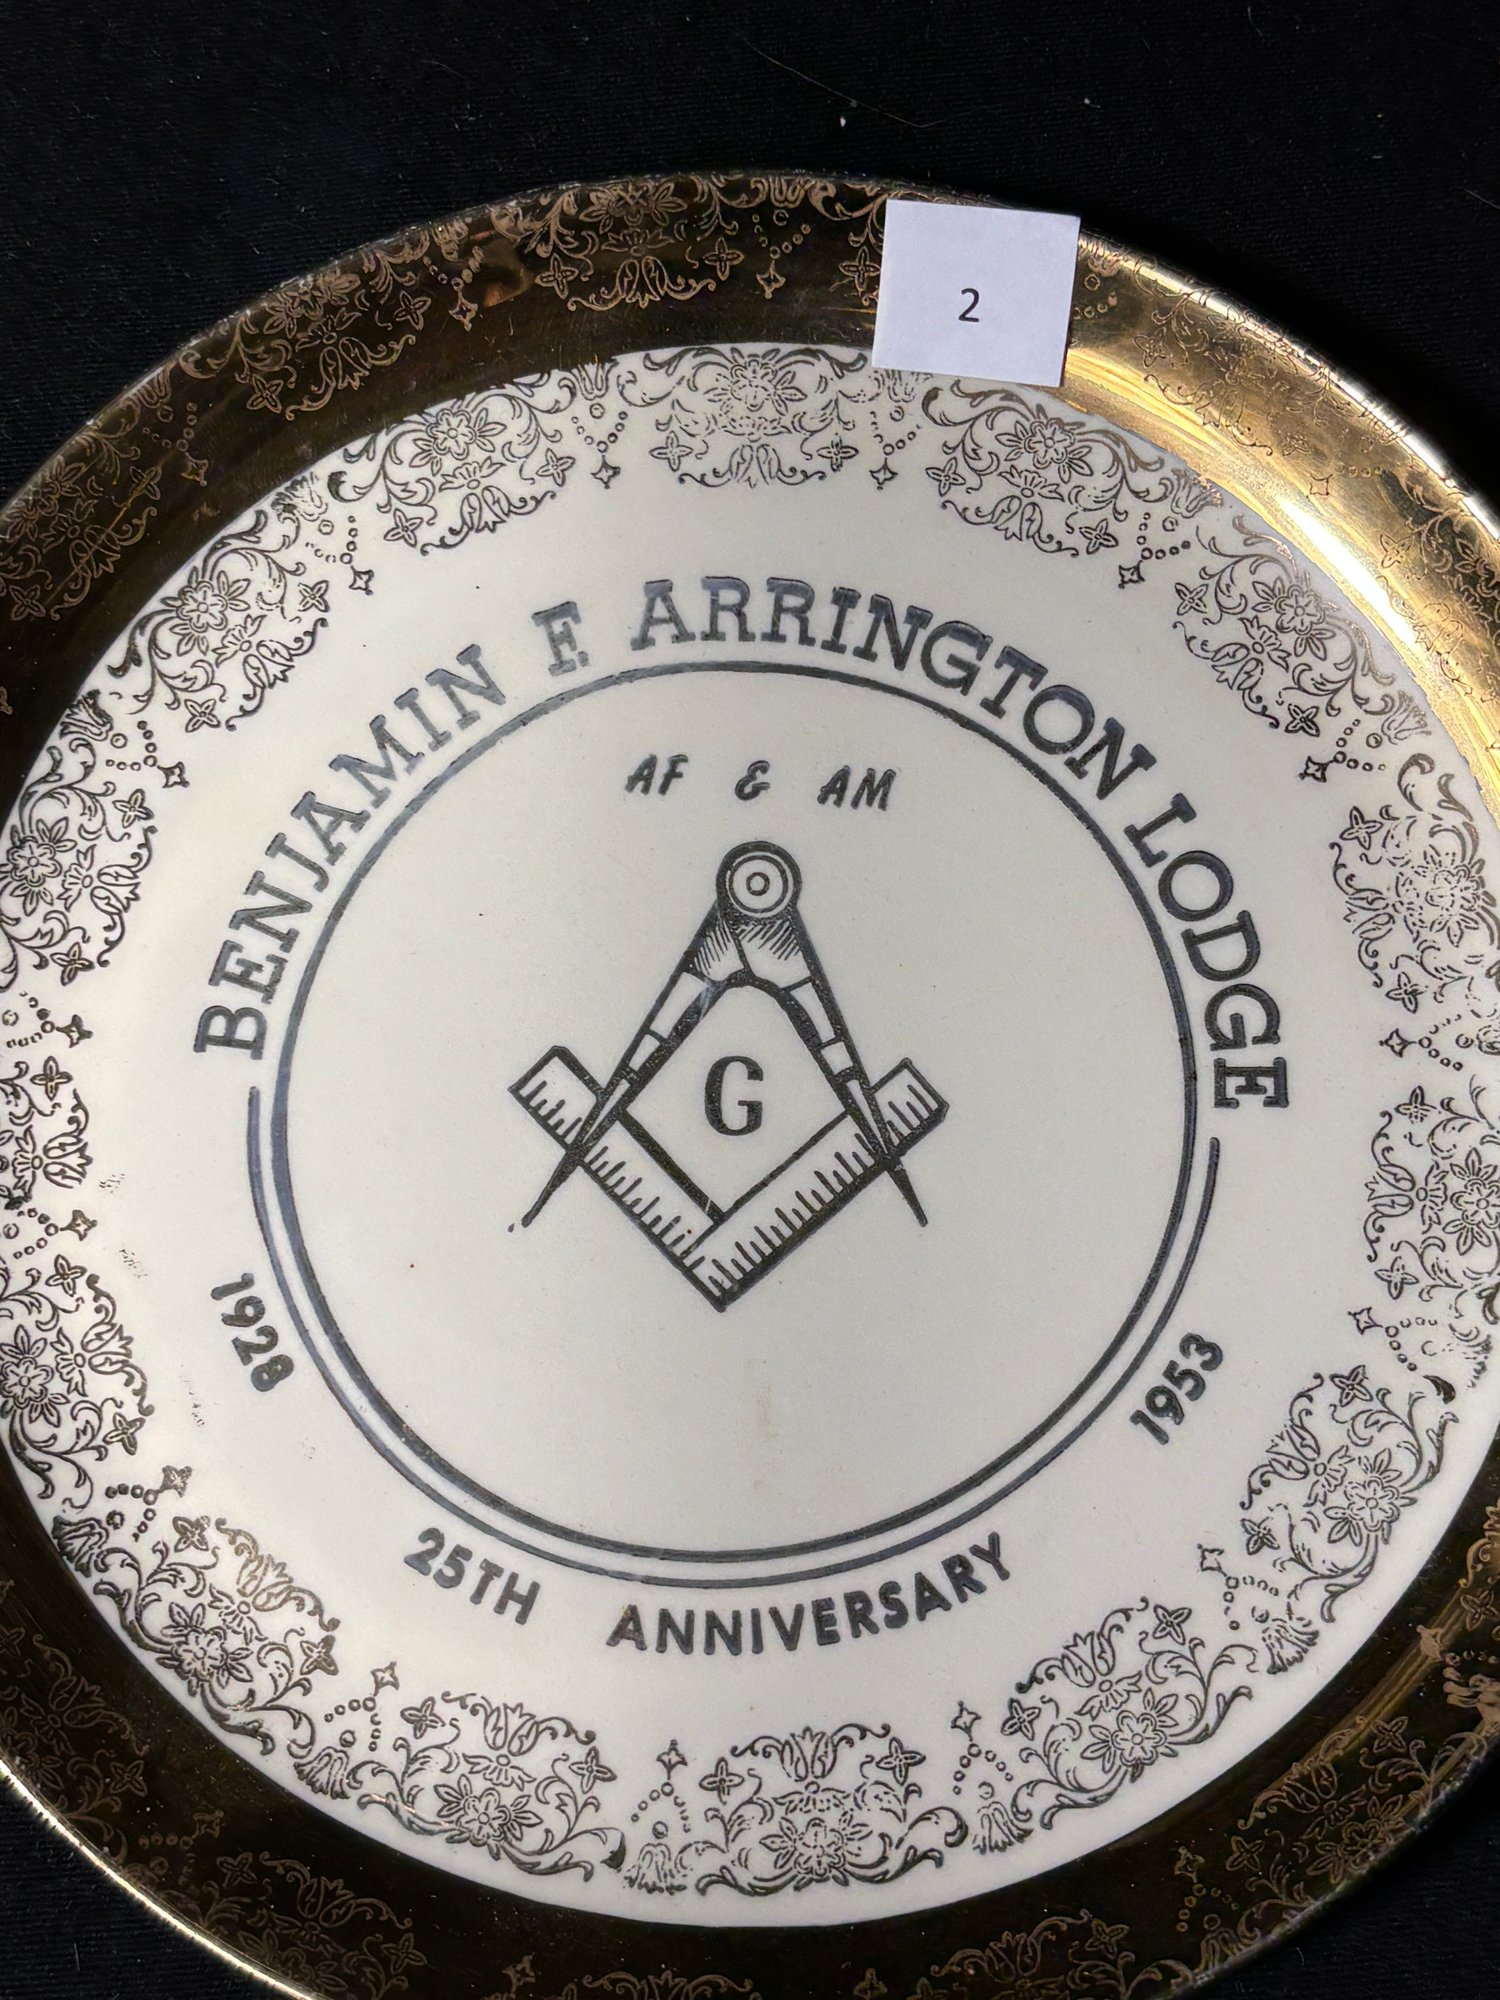 2
BENJAMIN F. ARRINGTON LODGE
AF & AM
G
1928
1953
25TH ANNIVERSARY